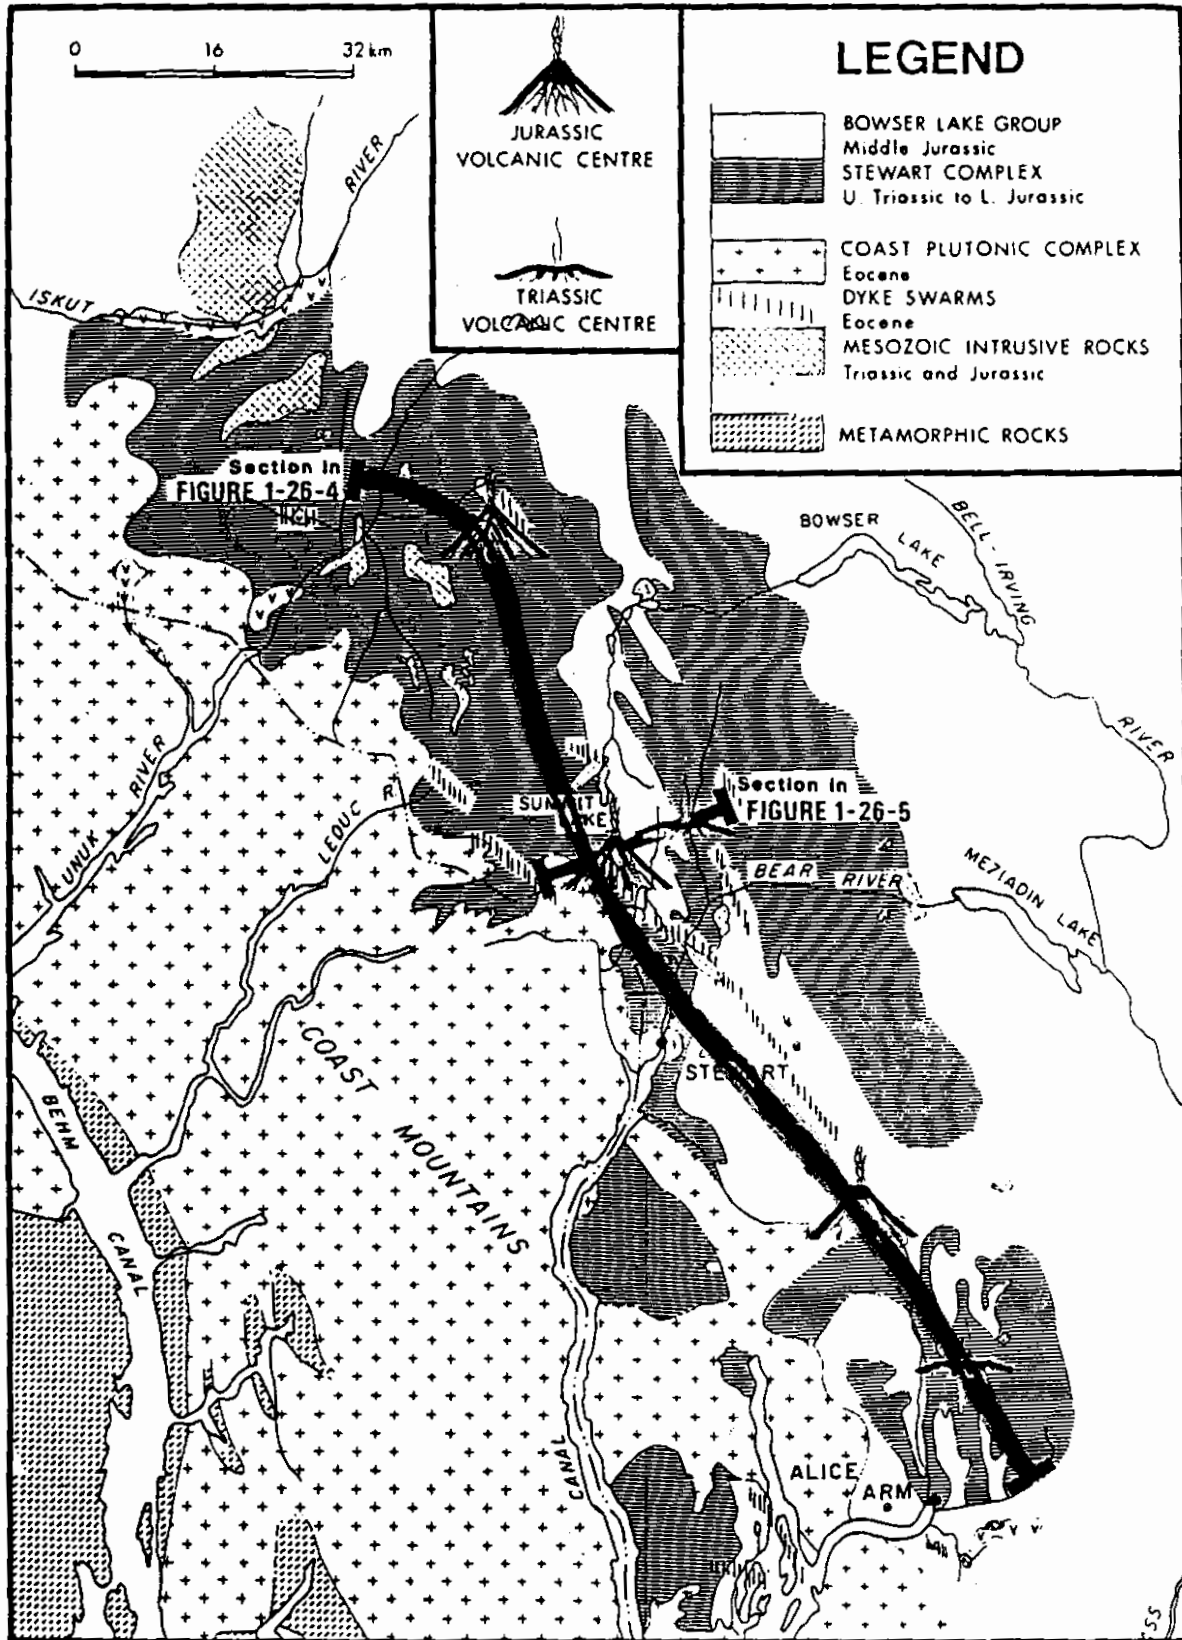 0 16 32 km
JURASSIC
VOLCANIC CENTRE
TRIASSIC
VOLCANIC CENTRE
LEGEND
BOWSER LAKE GROUP
Middle Jurassic
STEWART COMPLEX
U. Triassic to L. Jurassic
COAST PLUTONIC COMPLEX
Eocene
DYKE SWARMS
Eocene
MESOZOIC INTRUSIVE ROCKS
Triassic and Jurassic
METAMORPHIC ROCKS
RIVER
ISKUT
Section in
FIGURE 1-26-4
BOWSER
LAKE
BELL-IRVING
RIVER
UNUK RIVER
LEDUC R.
SUMMIT
LAKE
Section in
FIGURE 1-26-5
BEAR RIVER
MEZIADIN LAKE
COAST
MOUNTAINS
STEWART
BEHM
CANAL
CANAL
ALICE
ARM